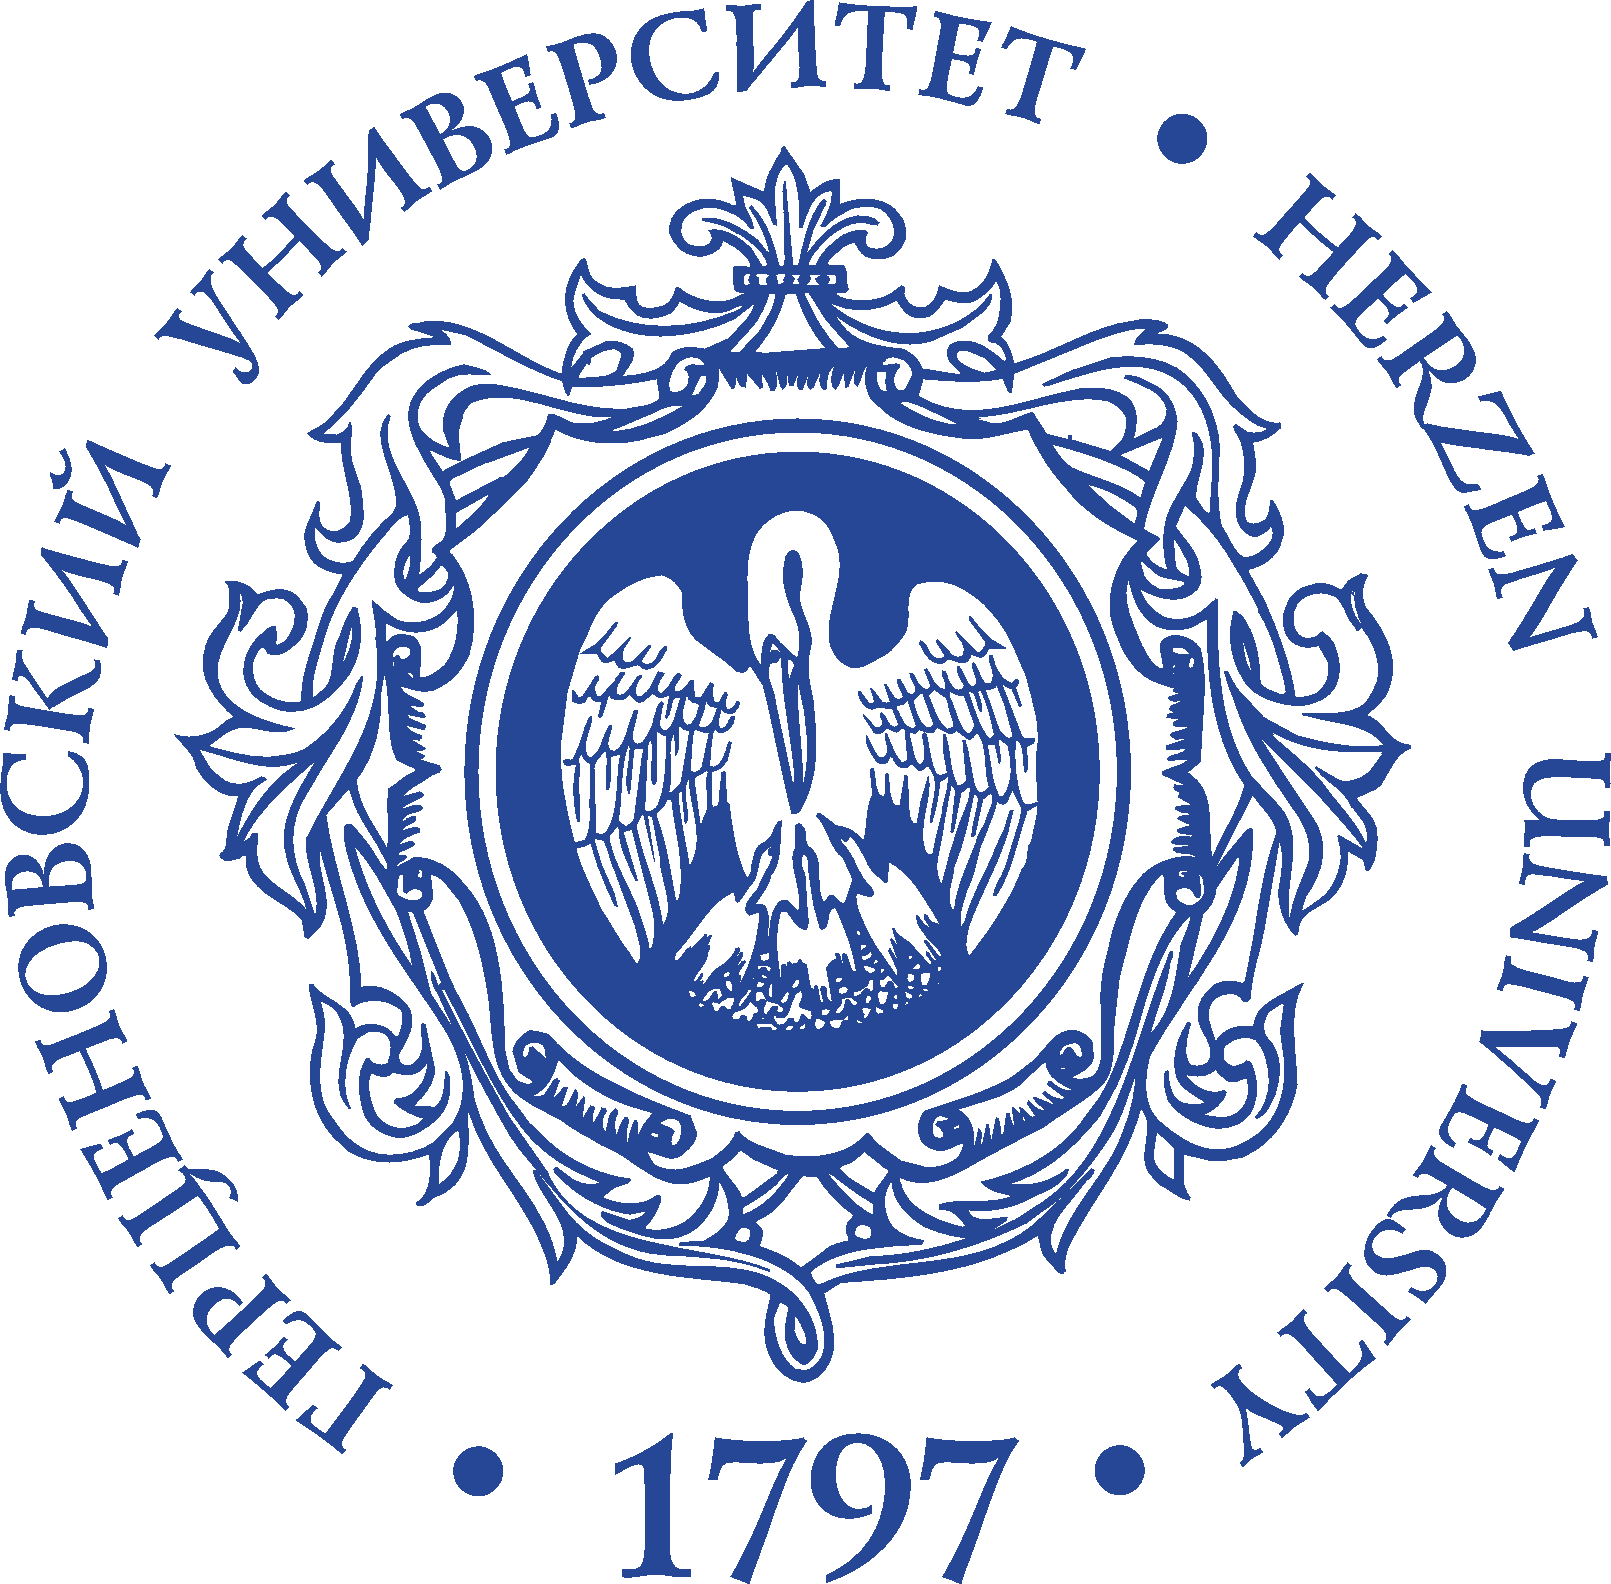 ГЕРЦЕНОВСКИЙ УНИВЕРСИТЕТ • HERZEN UNIVERSITY
• 1797 •